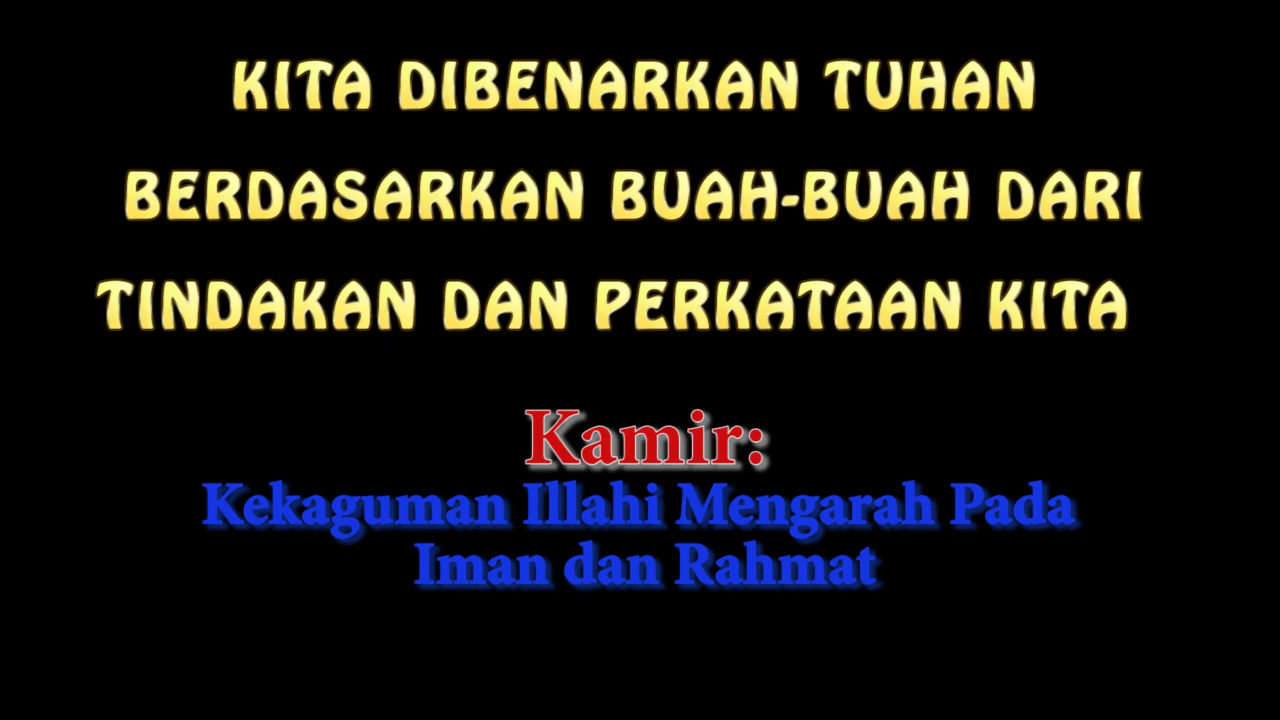 KITA DIBENARKAN TUHAN
BERDASARKAN BUAH-BUAH DARI
TINDAKAN DAN PERKATAAN KITA
Kamir:
Kekaguman Illahi Mengarah Pada
Iman dan Rahmat